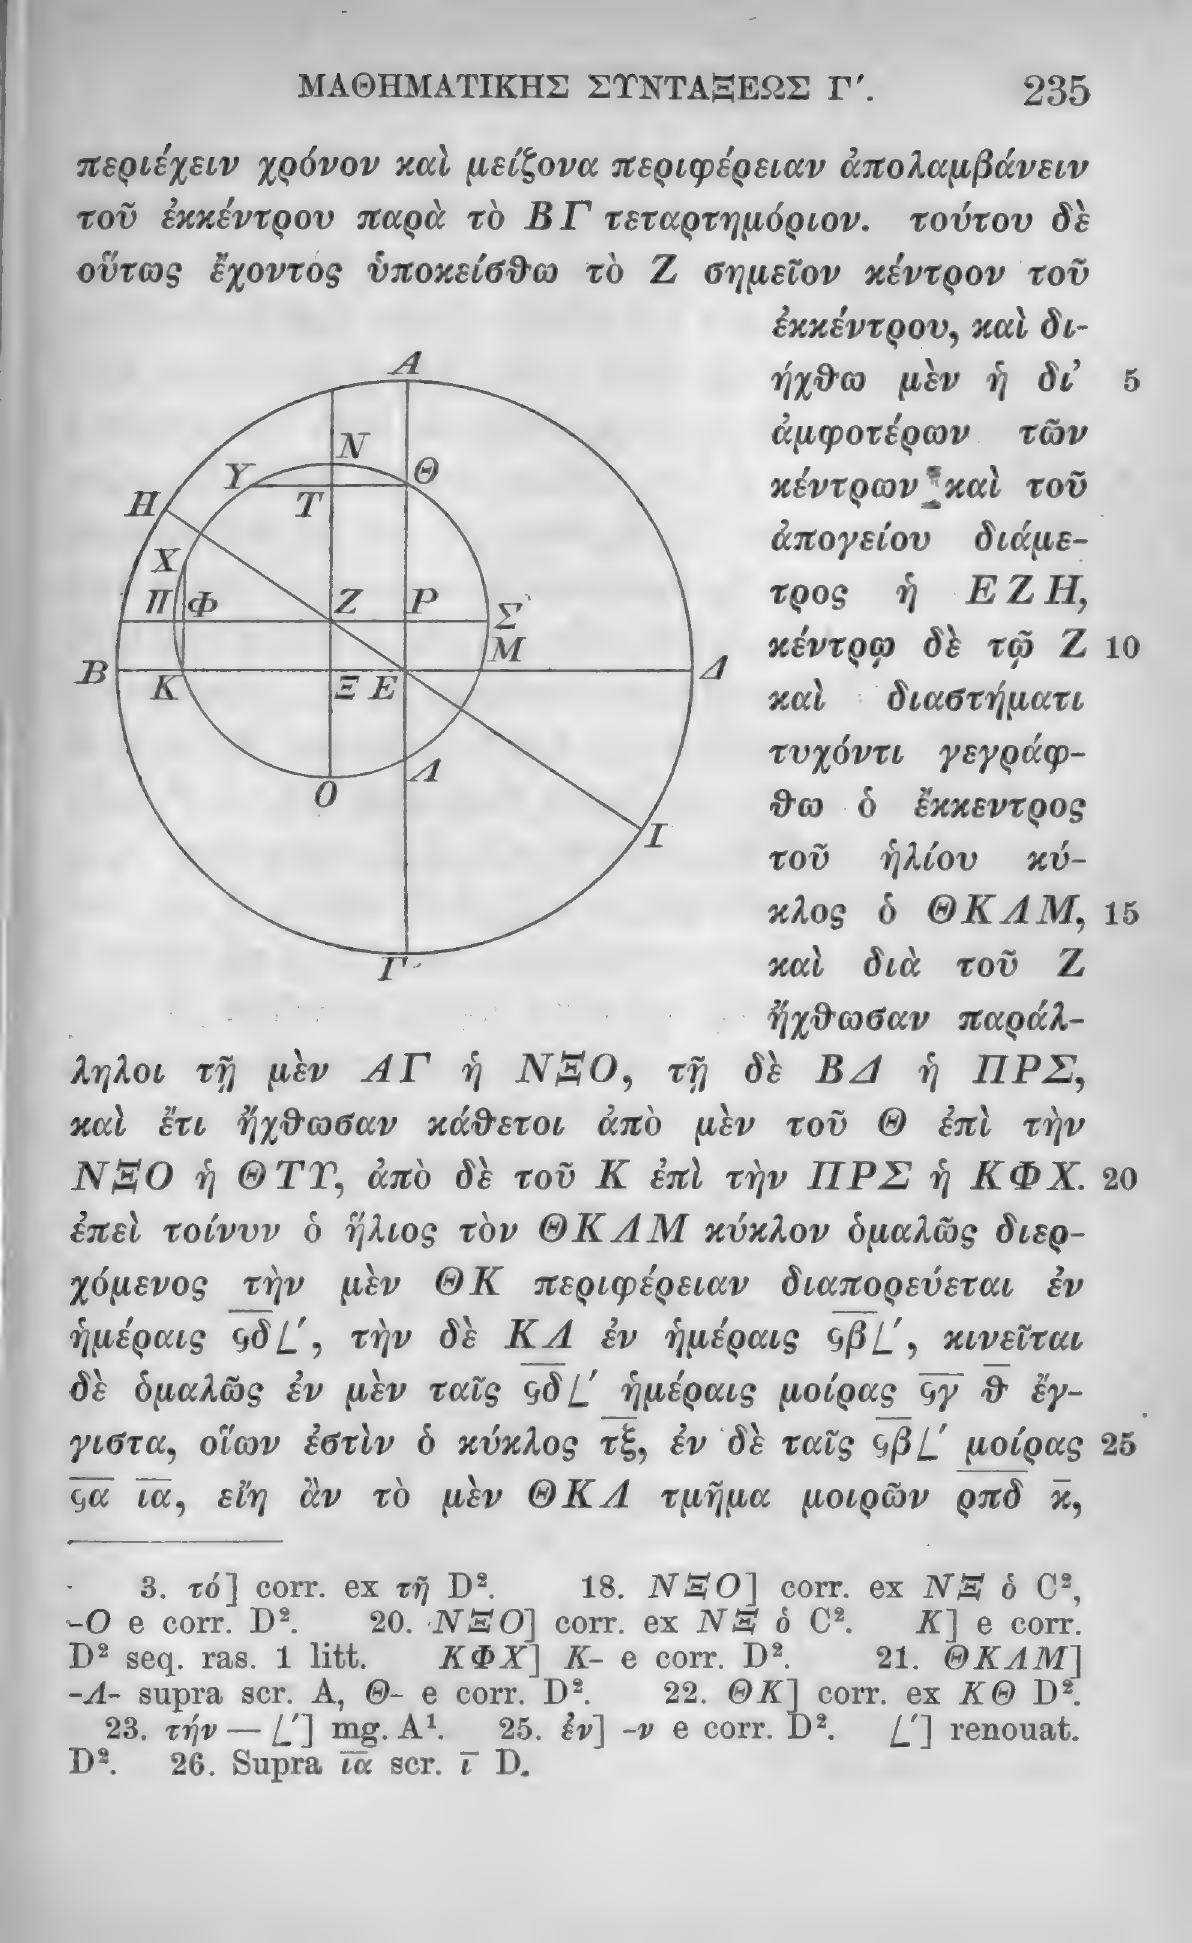 ΜΑΘΗΜΑΤΙΚΗΣ ΣΥΝΤΑΞΕΩΣ Γ′. 235
περιέχειν χρόνον καὶ μείζονα περιφέρειαν ἀπολαμβάνειν
τοῦ ἐκκέντρου παρὰ τὸ ΒΓ τεταρτημόριον. τούτου δὲ
οὕτως ἔχοντος ὑποκείσθω τὸ Ζ σημεῖον κέντρον τοῦ
ἐκκέντρου, καὶ δι-
ήχθω μὲν ἡ δι’ 5
ἀμφοτέρων τῶν
κέντρων καὶ τοῦ
ἀπογείου διάμε-
τρος ἡ ΕΖΗ,
κέντρῳ δὲ τῷ Ζ 10
καὶ διαστήματι
τυχόντι γεγράφ-
θω ὁ ἔκκεντρος
τοῦ ἡλίου κύ-
κλος ὁ ΘΚΛΜ, 15
καὶ διὰ τοῦ Ζ
ἤχθωσαν παράλ-
Α
Ν
Υ
Θ
Τ
Η
Χ
Π Φ Ζ Ρ Σ
Μ
Β Κ Ξ Ε Δ
Λ
Ο
Ι
Γ
ληλοι τῇ μὲν ΑΓ ἡ ΝΞΟ, τῇ δὲ ΒΔ ἡ ΠΡΣ,
καὶ ἔτι ἤχθωσαν κάθετοι ἀπὸ μὲν τοῦ Θ ἐπὶ τὴν
ΝΞΟ ἡ ΘΤΥ, ἀπὸ δὲ τοῦ Κ ἐπὶ τὴν ΠΡΣ ἡ ΚΦΧ. 20
ἐπεὶ τοίνυν ὁ ἥλιος τὸν ΘΚΛΜ κύκλον ὁμαλῶς διερ-
χόμενος τὴν μὲν ΘΚ περιφέρειαν διαπορεύεται ἐν
ἡμέραις ϟδ ∠′, τὴν δὲ ΚΛ ἐν ἡμέραις ϟβ ∠′, κινεῖται
δὲ ὁμαλῶς ἐν μὲν ταῖς ϟδ ∠′ ἡμέραις μοίρας ϟγ θ ἔγ-
γιστα, οἵων ἐστὶν ὁ κύκλος τξ, ἐν δὲ ταῖς ϟβ ∠′ μοίρας 25
ϟα ια, εἴη ἂν τὸ μὲν ΘΚΛ τμῆμα μοιρῶν ρπδ κ,
3. τό] corr. ex τῇ D². 18. ΝΞΟ] corr. ex ΝΞ ὁ C²,
-Ο e corr. D². 20. ΝΞΟ] corr. ex ΝΞ ὁ C². Κ] e corr.
D² seq. ras. 1 litt. ΚΦΧ] Κ- e corr. D². 21. ΘΚΛΜ]
-Λ- supra scr. A, Θ- e corr. D². 22. ΘΚ] corr. ex ΚΘ D².
23. τήν — ∠′] mg. A¹. 25. ἐν] -ν e corr. D². ∠′] renouat.
D². 26. Supra ια scr. ι D.